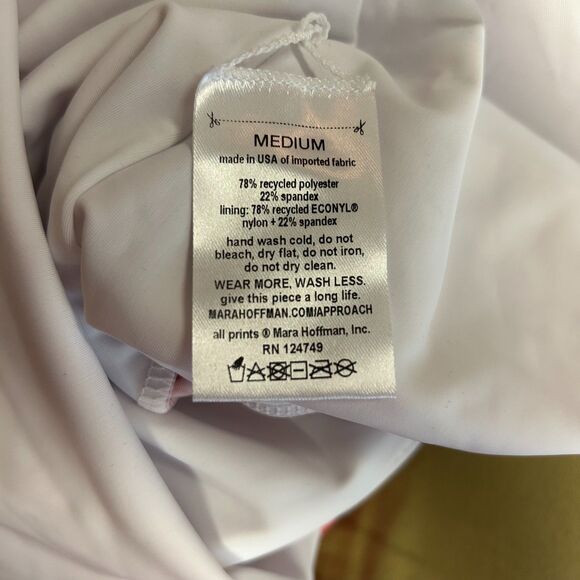 MEDIUM
made in USA of imported fabric
78% recycled polyester
22% spandex
lining: 78% recycled ECONYL®
nylon + 22% spandex
hand wash cold, do not
bleach, dry flat, do not iron,
do not dry clean.
WEAR MORE, WASH LESS.
give this piece a long life.
MARAHOFFMAN.COM/APPROACH
all prints ® Mara Hoffman, Inc.
RN 124749